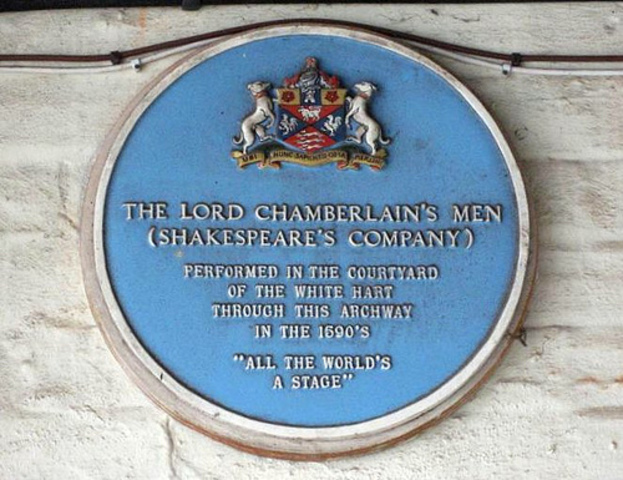 THE LORD CHAMBERLAIN'S MEN
(SHAKESPEARE'S COMPANY)
PERFORMED IN THE COURTYARD
OF THE WHITE HART
THROUGH THIS ARCHWAY
IN THE 1690'S
"ALL THE WORLD'S
A STAGE"